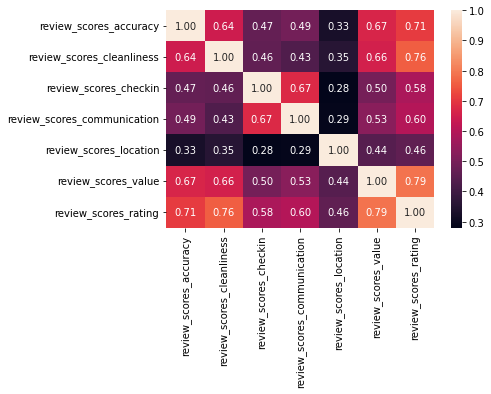 review_scores_accuracy 1.00 0.64 0.47 0.49 0.33 0.67 0.71
review_scores_cleanliness 0.64 1.00 0.46 0.43 0.35 0.66 0.76
review_scores_checkin 0.47 0.46 1.00 0.67 0.28 0.50 0.58
review_scores_communication 0.49 0.43 0.67 1.00 0.29 0.53 0.60
review_scores_location 0.33 0.35 0.28 0.29 1.00 0.44 0.46
review_scores_value 0.67 0.66 0.50 0.53 0.44 1.00 0.79
review_scores_rating 0.71 0.76 0.58 0.60 0.46 0.79 1.00
review_scores_accuracy
review_scores_cleanliness
review_scores_checkin
review_scores_communication
review_scores_location
review_scores_value
review_scores_rating
1.0
0.9
0.8
0.7
0.6
0.5
0.4
0.3